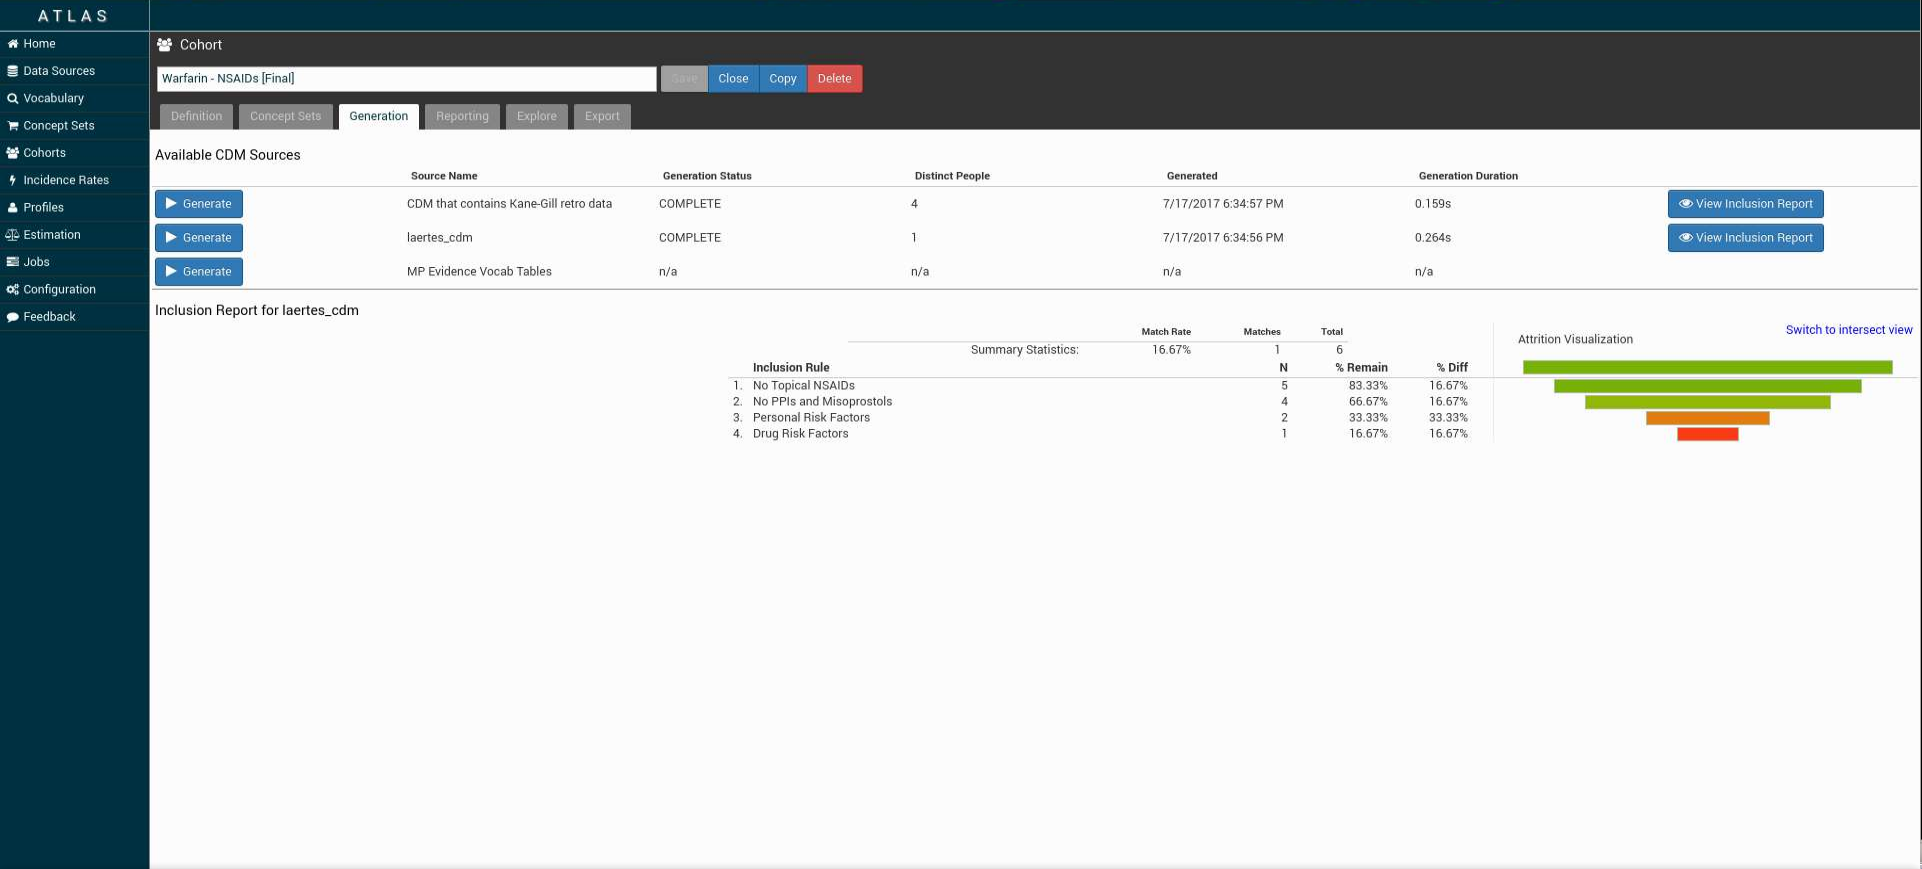 ATLAS
Home
Data Sources
Vocabulary
Concept Sets
Cohorts
Incidence Rates
Profiles
Estimation
Jobs
Configuration
Feedback
Cohort
Warfarin - NSAIDs [Final]
Save Close Copy Delete
Definition Concept Sets Generation Reporting Explore Export
Available CDM Sources
Source Name Generation Status Distinct People Generated Generation Duration
Generate CDM that contains Kane-Gill retro data COMPLETE 4 7/17/2017 6:34:57 PM 0.159s View Inclusion Report
Generate laertes_cdm COMPLETE 1 7/17/2017 6:34:56 PM 0.264s View Inclusion Report
Generate MP Evidence Vocab Tables n/a n/a n/a n/a
Inclusion Report for laertes_cdm
Switch to intersect view
Match Rate Matches Total
Attrition Visualization
Summary Statistics: 16.67% 1 6
Inclusion Rule N % Remain % Diff
1. No Topical NSAIDs 5 83.33% 16.67%
2. No PPIs and Misoprostols 4 66.67% 16.67%
3. Personal Risk Factors 2 33.33% 33.33%
4. Drug Risk Factors 1 16.67% 16.67%